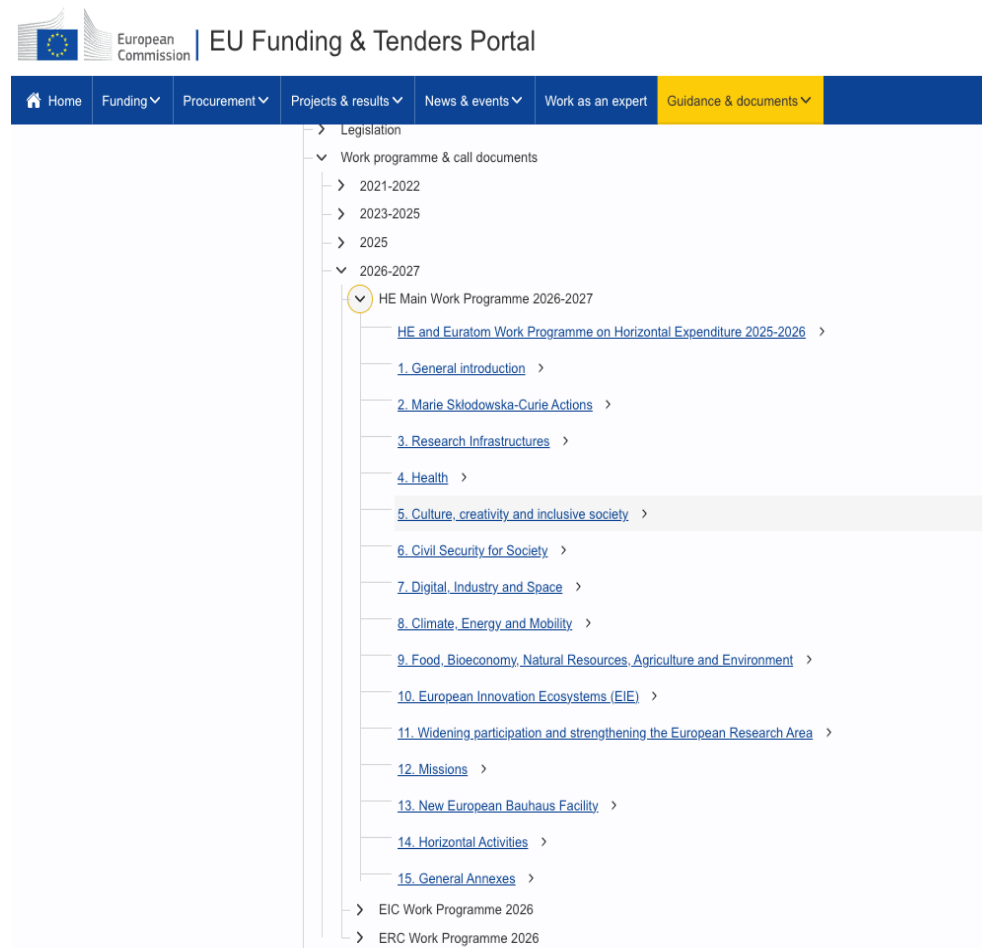 European
Commission
EU Funding & Tenders Portal
Home Funding Procurement Projects & results News & events Work as an expert Guidance & documents
Legislation
Work programme & call documents
2021-2022
2023-2025
2025
2026-2027
HE Main Work Programme 2026-2027
HE and Euratom Work Programme on Horizontal Expenditure 2025-2026
1. General introduction
2. Marie Skłodowska-Curie Actions
3. Research Infrastructures
4. Health
5. Culture, creativity and inclusive society
6. Civil Security for Society
7. Digital, Industry and Space
8. Climate, Energy and Mobility
9. Food, Bioeconomy, Natural Resources, Agriculture and Environment
10. European Innovation Ecosystems (EIE)
11. Widening participation and strengthening the European Research Area
12. Missions
13. New European Bauhaus Facility
14. Horizontal Activities
15. General Annexes
EIC Work Programme 2026
ERC Work Programme 2026